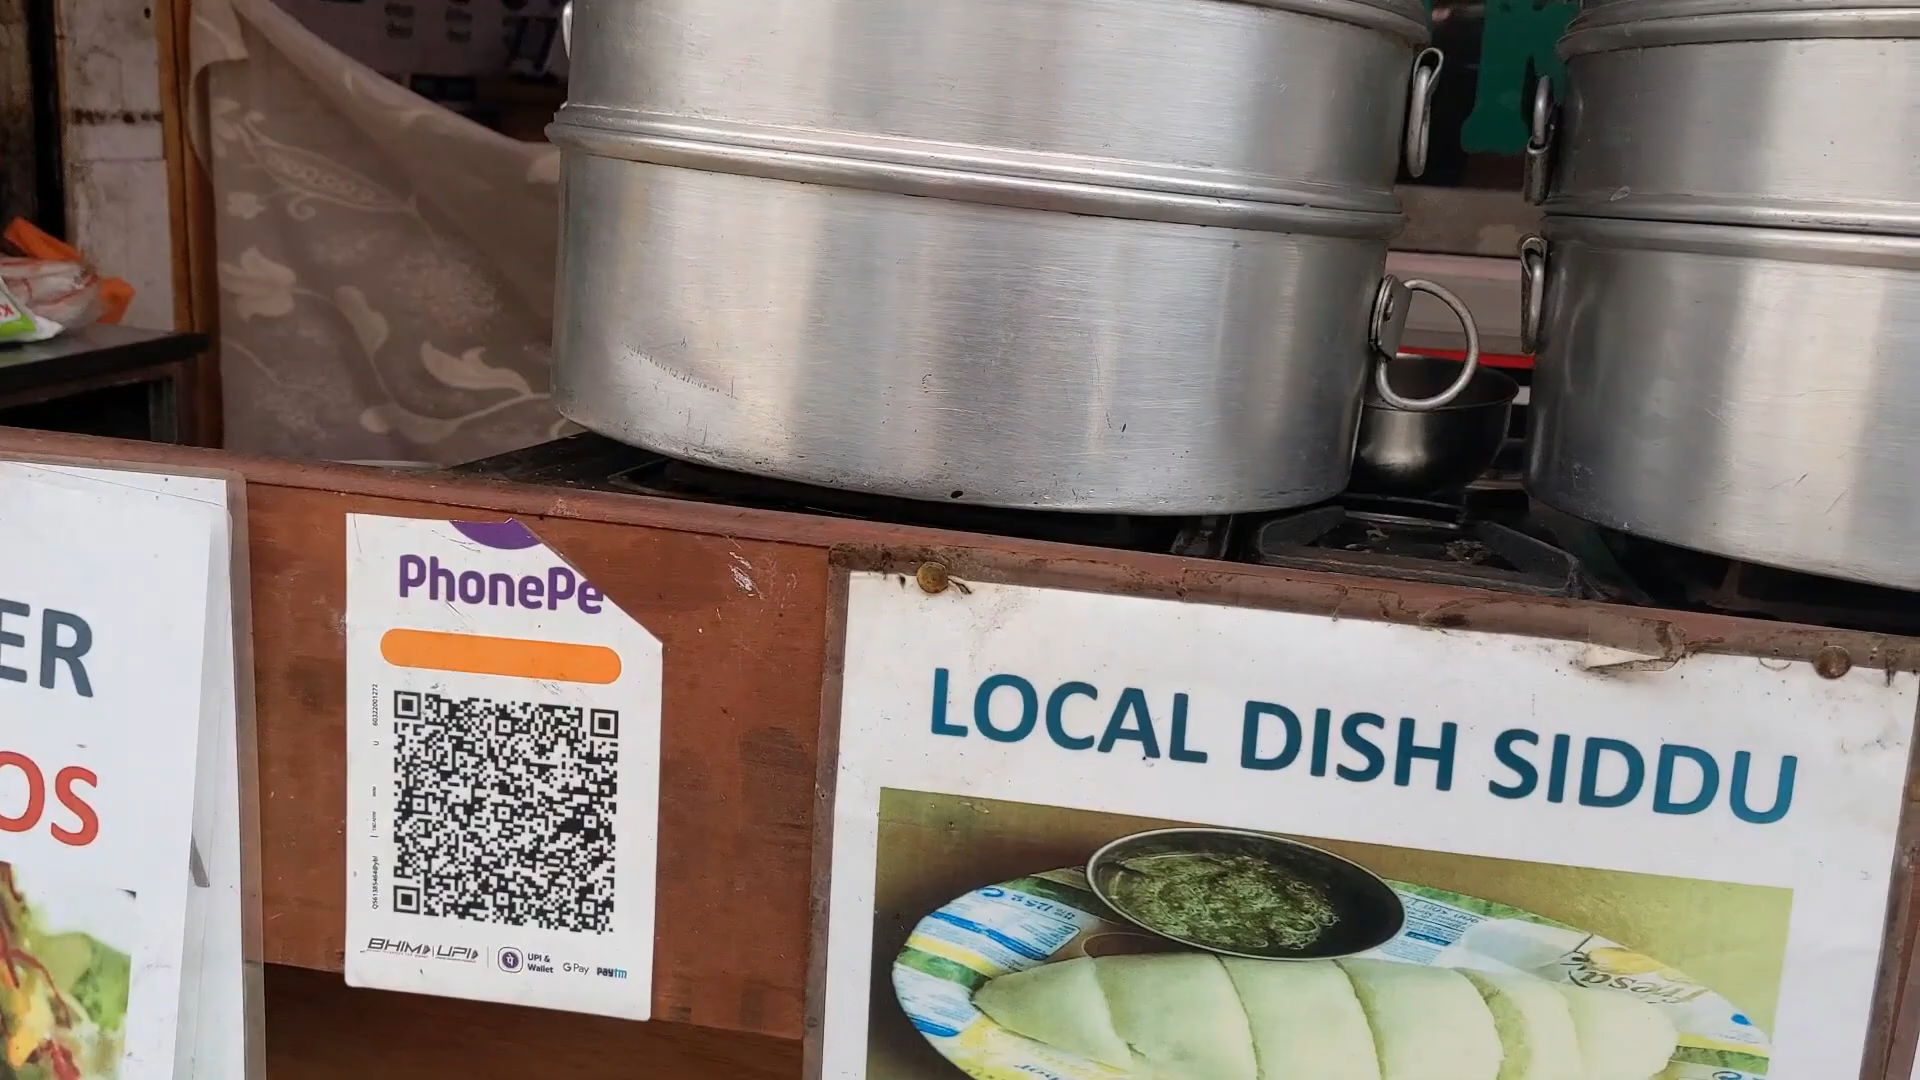 ER
OS
PhonePe
BHIM UPI
UPI &
Wallet
G Pay
paytm
LOCAL DISH SIDDU